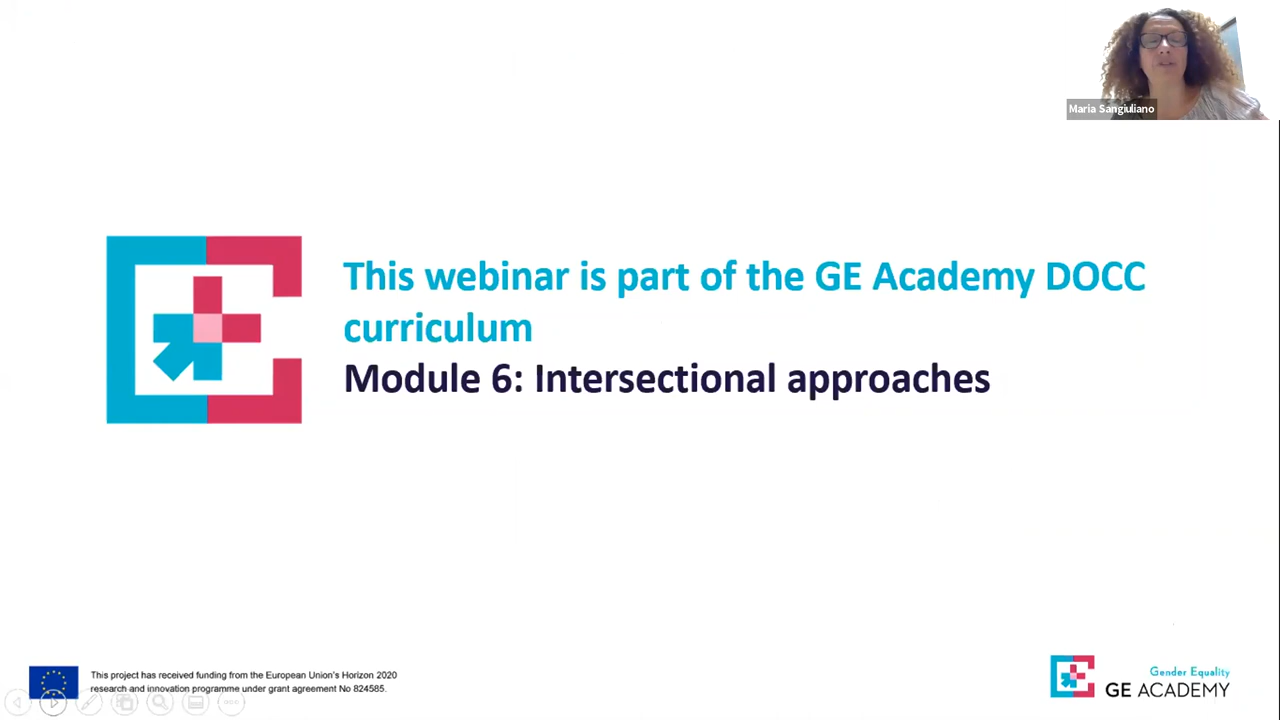 Maria Sangiuliano
This webinar is part of the GE Academy DOCC
curriculum
Module 6: Intersectional approaches
This project has received funding from the European Union's Horizon 2020
research and innovation programme under grant agreement No 824585.
Gender Equality
GE ACADEMY